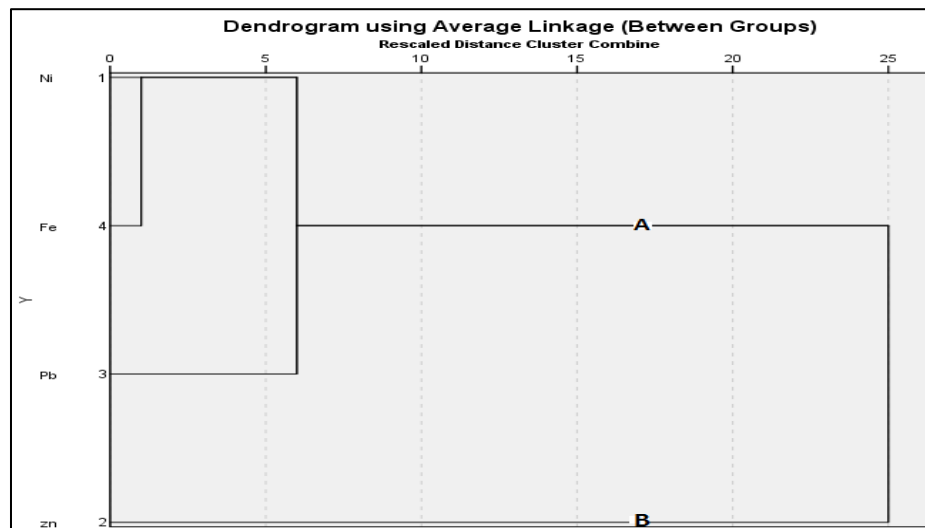 Dendrogram using Average Linkage (Between Groups)
Rescaled Distance Cluster Combine
0 5 10 15 20 25
Ni 1
Fe 4 A
Y
Pb 3
zn 2 B